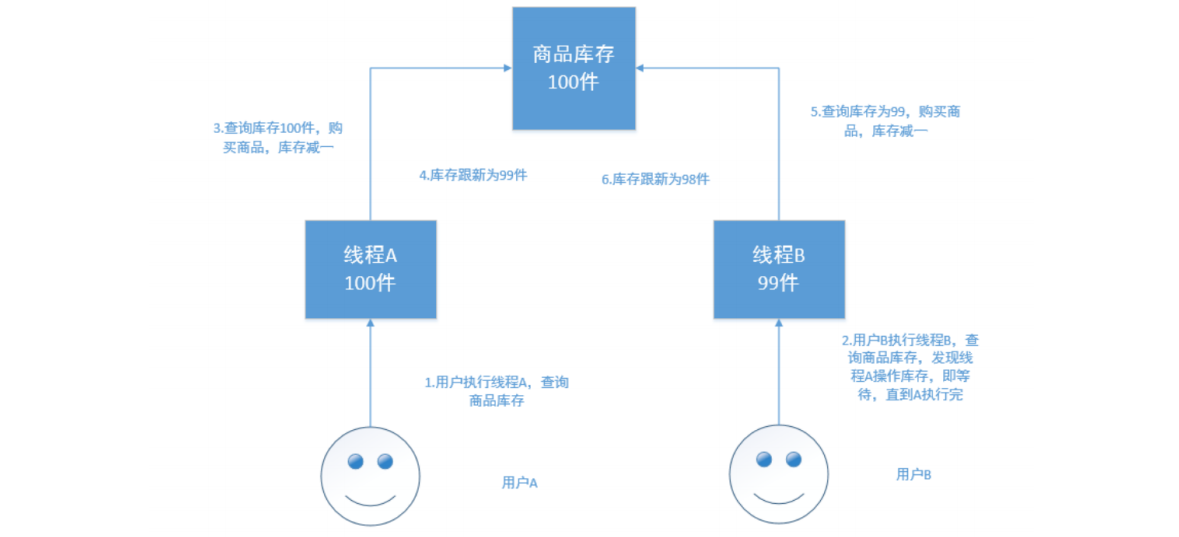 商品库存
100件
3.查询库存100件，购
买商品，库存减一
5.查询库存为99，购买商
品，库存减一
4.库存跟新为99件
6.库存跟新为98件
线程A
100件
线程B
99件
1.用户执行线程A，查询
商品库存
2.用户B执行线程B，查
询商品库存，发现线
程A操作库存，即等
待，直到A执行完
用户A
用户B